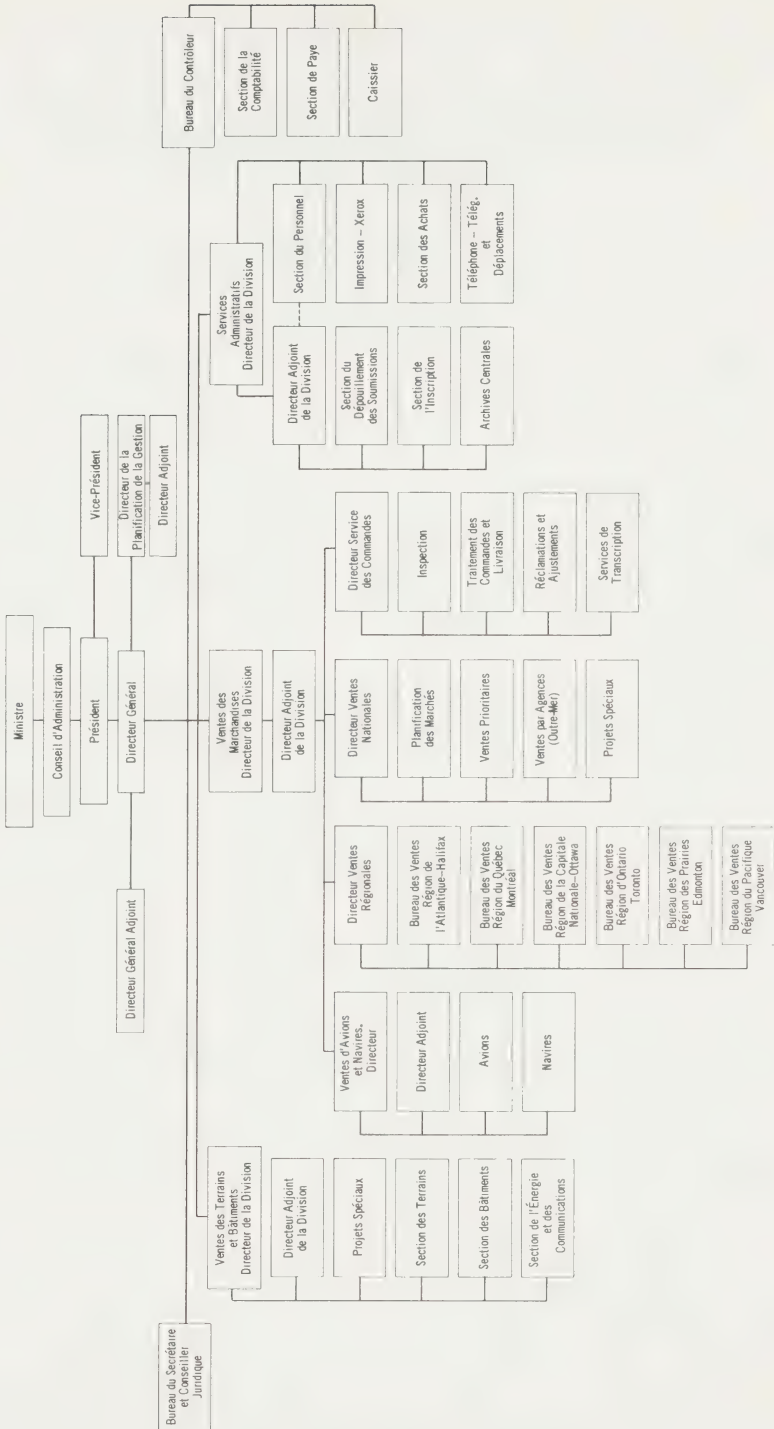 Ministre
Conseil d'Administration
Président
Vice-Président
Directeur Général Adjoint
Directeur Général
Directeur de la
Planification de la Gestion
Directeur Adjoint
Bureau du Secrétaire
et Conseiller
Juridique
Bureau du Contrôleur
Section de la
Comptabilité
Section de Paye
Caissier
Ventes des Terrains
et Bâtiments
Directeur de la Division
Directeur Adjoint
de la Division
Projets Spéciaux
Section des Terrains
Section des Bâtiments
Section de l'Énergie
et des
Communications
Ventes des
Marchandises
Directeur de la Division
Directeur Adjoint
de la Division
Ventes d'Avions
et Navires.
Directeur
Directeur Adjoint
Avions
Navires
Directeur Ventes
Régionales
Bureau des Ventes
Région de
l'Atlantique–Halifax
Bureau des Ventes
Région du Québec
Montréal
Bureau des Ventes
Région de la Capitale
Nationale–Ottawa
Bureau des Ventes
Région d'Ontario
Toronto
Bureau des Ventes
Région des Prairies
Edmonton
Bureau des Ventes
Région du Pacifique
Vancouver
Directeur Ventes
Nationales
Planification
des Marchés
Ventes Prioritaires
Ventes par Agences
(Outre-Mer)
Projets Spéciaux
Directeur Service
des Commandes
Inspection
Traitement des
Commandes et
Livraison
Réclamations et
Ajustements
Services de
Transcription
Services
Administratifs
Directeur de la Division
Directeur Adjoint
de la Division
Section du
Dépouillement
des Soumissions
Section de
l'Inscription
Archives Centrales
Section du Personnel
Impression – Xerox
Section des Achats
Téléphone – Télég.
et
Déplacements